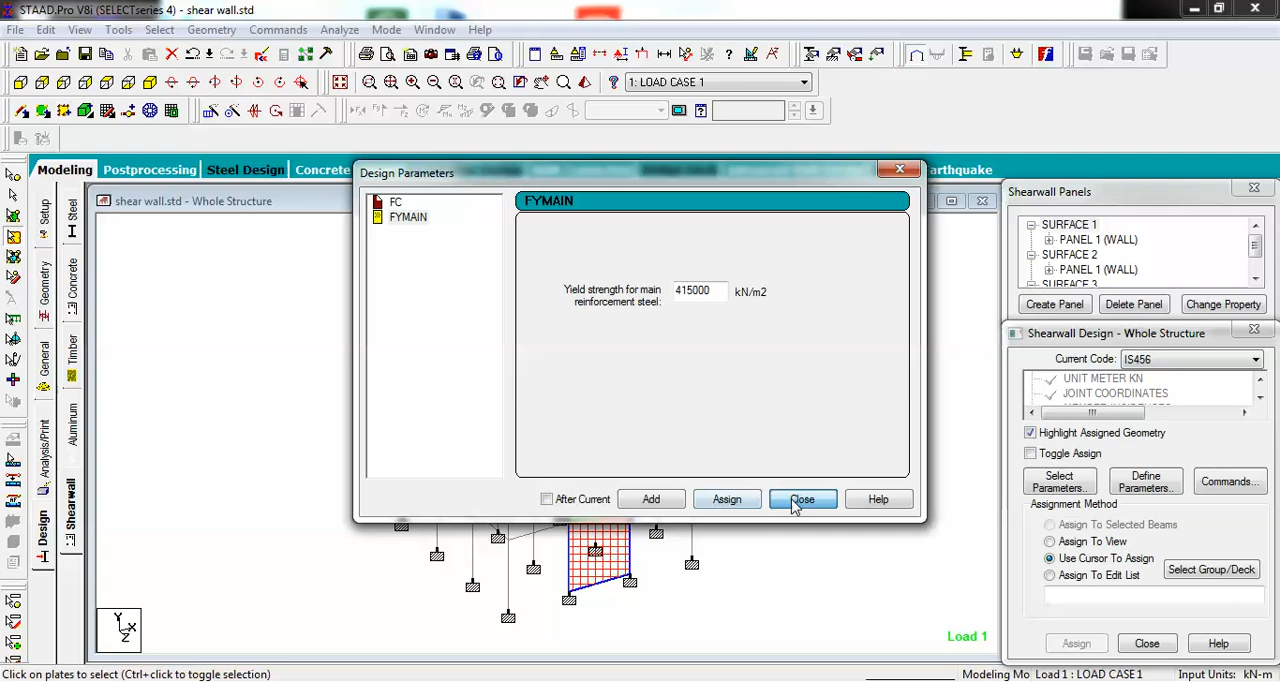 STAAD.Pro V8i (SELECTseries 4) - shear wall.std
File Edit View Tools Select Geometry Commands Analyze Mode Window Help
1: LOAD CASE 1
Modeling Postprocessing Steel Design Concrete
shear wall.std - Whole Structure
Setup
Geometry
General
Analysis/Print
Design
Steel
Concrete
Timber
Aluminum
Shearwall
Design Parameters
FC
FYMAIN
FYMAIN
Yield strength for main
reinforcement steel:
415000 kN/m2
After Current Add Assign Close Help
Y
X
Z
Load 1
arthquake
Shearwall Panels
SURFACE 1
PANEL 1 (WALL)
SURFACE 2
PANEL 1 (WALL)
SURFACE 3
Create Panel Delete Panel Change Property
Shearwall Design - Whole Structure
Current Code: IS456
UNIT METER KN
JOINT COORDINATES
Highlight Assigned Geometry
Toggle Assign
Select Parameters..
Define Parameters..
Commands...
Assignment Method
Assign To Selected Beams
Assign To View
Use Cursor To Assign
Assign To Edit List
Select Group/Deck
Assign Close Help
Click on plates to select (Ctrl+click to toggle selection)
Modeling Mo Load 1 : LOAD CASE 1 Input Units: kN-m